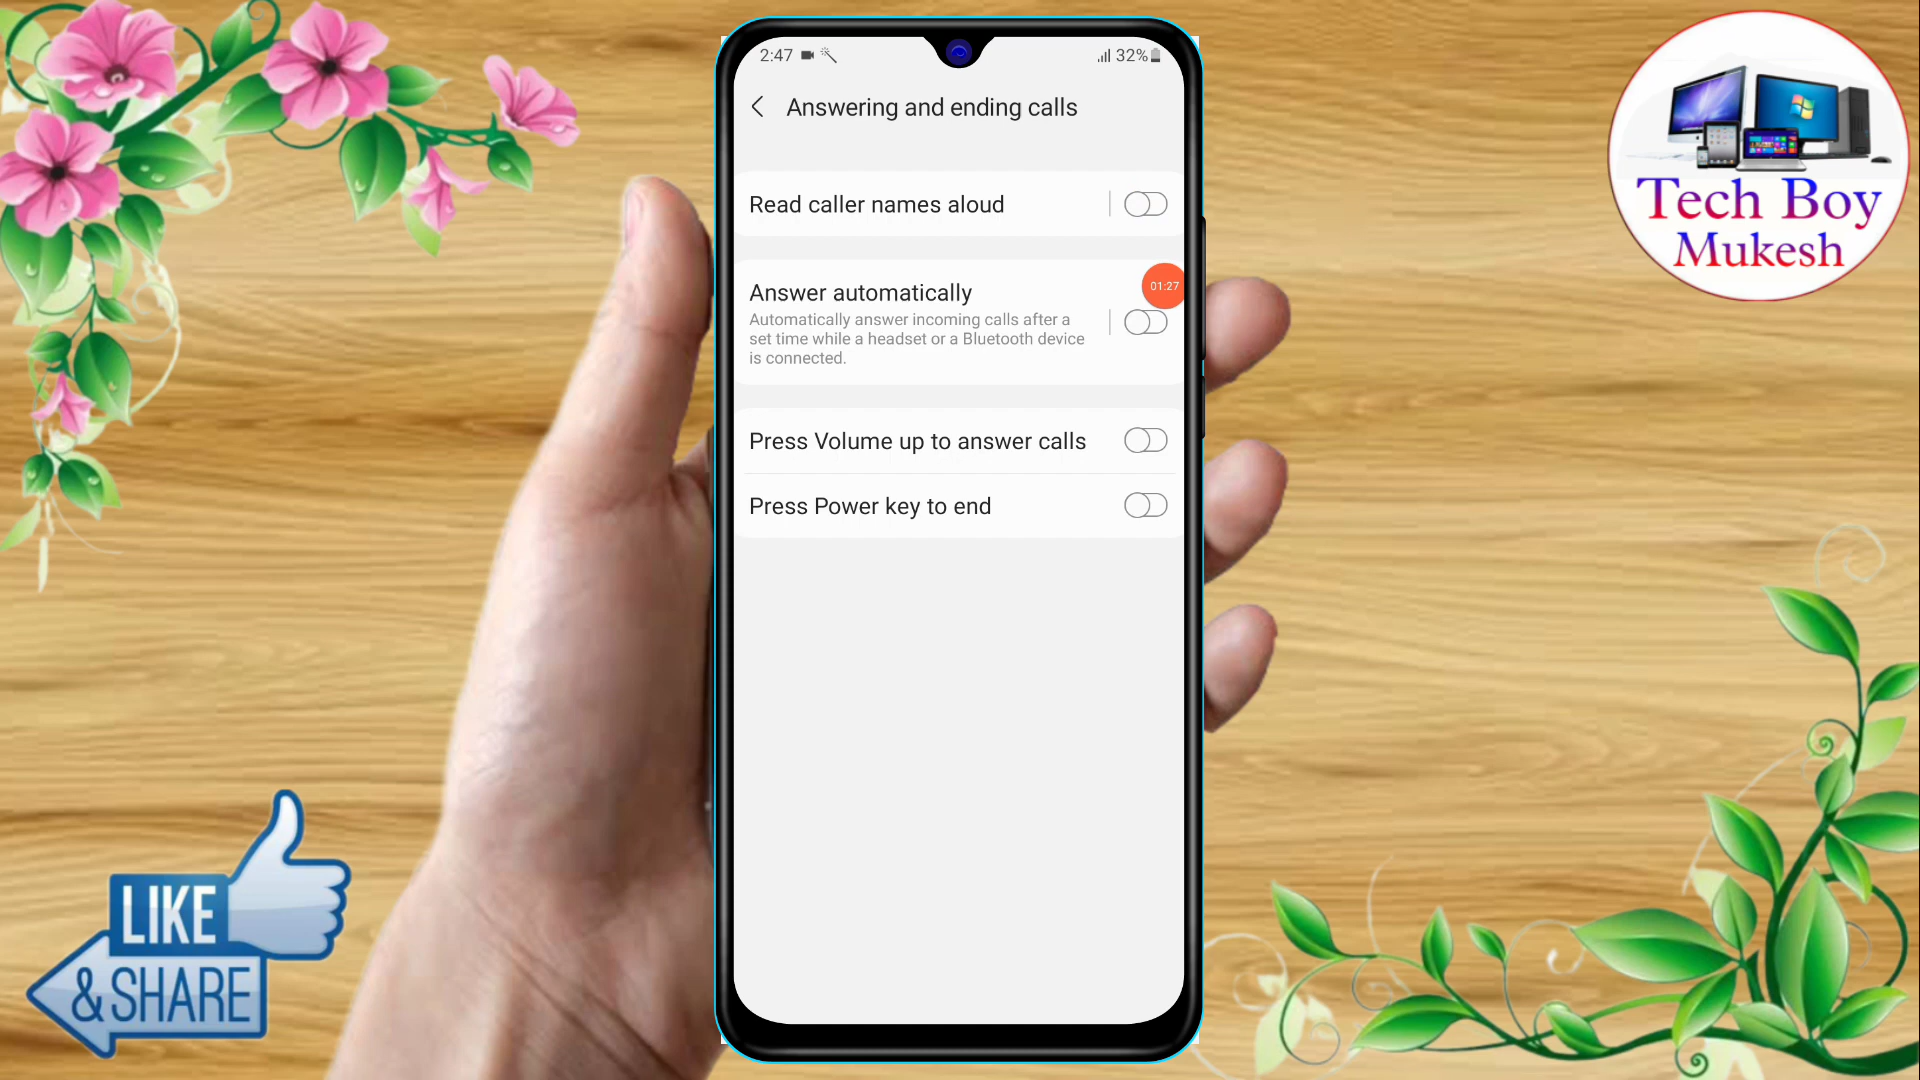 2:47
32%
Answering and ending calls
Read caller names aloud
Answer automatically
01:27
Automatically answer incoming calls after a
set time while a headset or a Bluetooth device
is connected.
Press Volume up to answer calls
Press Power key to end
Tech Boy
Mukesh
LIKE
& SHARE